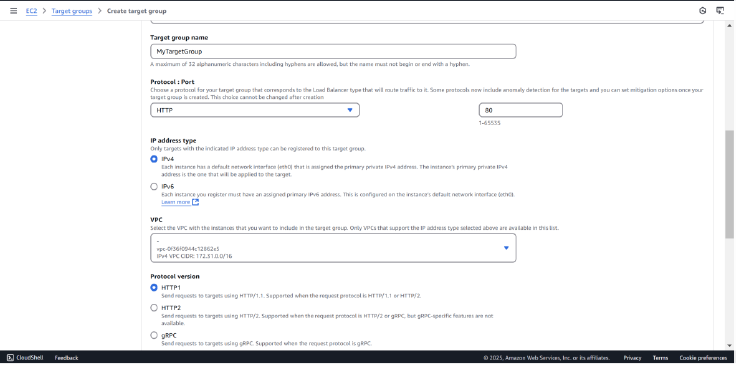 EC2 > Target groups > Create target group
Target group name
MyTargetGroup
A maximum of 32 alphanumeric characters including hyphens are allowed, but the name must not begin or end with a hyphen.
Protocol : Port
Choose a protocol for your target group that corresponds to the Load Balancer type that will route traffic to it. Some protocols now include anomaly detection for the targets and you can set mitigation options once your
target group is created. This choice cannot be changed after creation
HTTP
80
1-65535
IP address type
Only targets with the indicated IP address type can be registered to this target group.
IPv4
Each instance has a default network interface (eth0) that is assigned the primary private IPv4 address. The instance's primary private IPv4
address is the one that will be applied to the target.
IPv6
Each instance you register must have an assigned primary IPv6 address. This is configured on the instance's default network interface (eth0).
Learn more
VPC
Select the VPC with the instances that you want to include in the target group. Only VPCs that support the IP address type selected above are available in this list.
-
IPv4 VPC CIDR: 172.31.0.0/16
Protocol version
HTTP1
Send requests to targets using HTTP/1.1. Supported when the request protocol is HTTP/1.1 or HTTP/2.
HTTP2
Send requests to targets using HTTP/2. Supported when the request protocol is HTTP/2 or gRPC, but gRPC-specific features are not
available.
gRPC
Send requests to targets using gRPC. Supported when the request protocol is gRPC.
CloudShell Feedback © 2025, Amazon Web Services, Inc. or its affiliates. Privacy Terms Cookie preferences